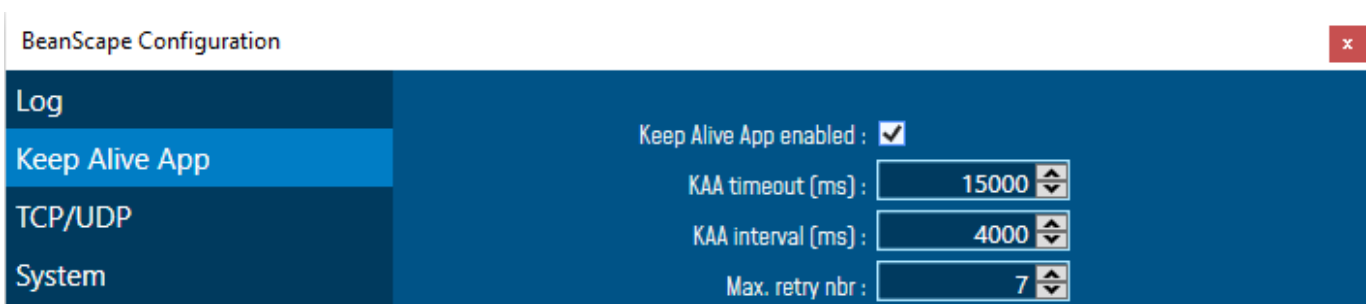 BeanScape Configuration
x
Log
Keep Alive App
TCP/UDP
System
Keep Alive App enabled :
KAA timeout (ms) : 15000
KAA interval (ms) : 4000
Max. retry nbr : 7